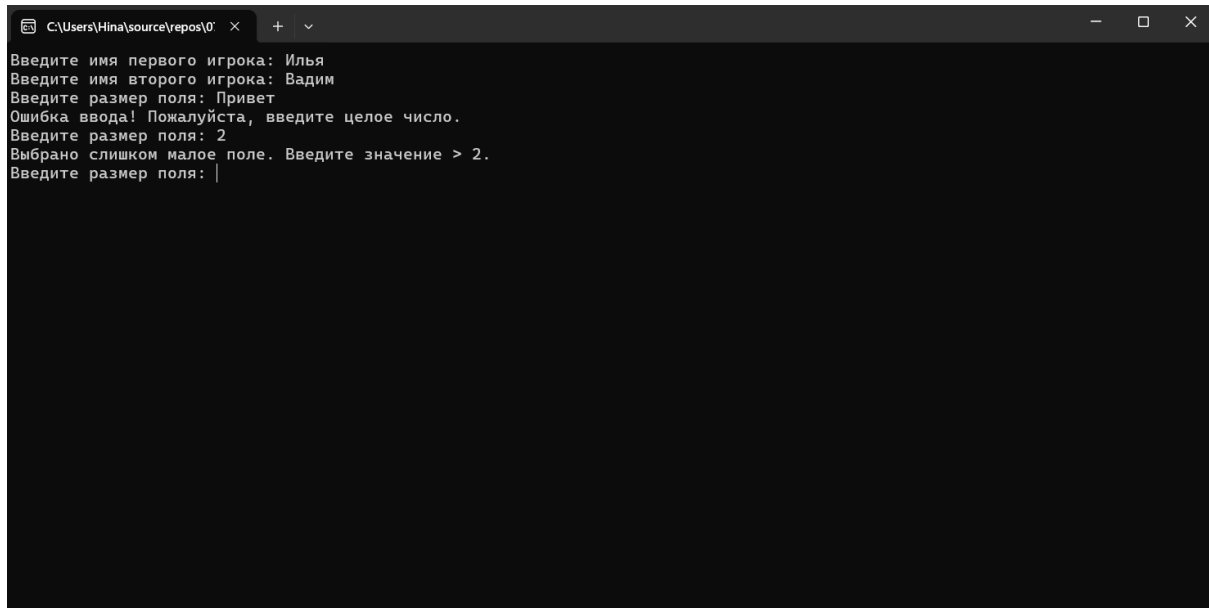 C:\Users\Hina\source\repos\0
Введите имя первого игрока: Илья
Введите имя второго игрока: Вадим
Введите размер поля: Привет
Ошибка ввода! Пожалуйста, введите целое число.
Введите размер поля: 2
Выбрано слишком малое поле. Введите значение > 2.
Введите размер поля: